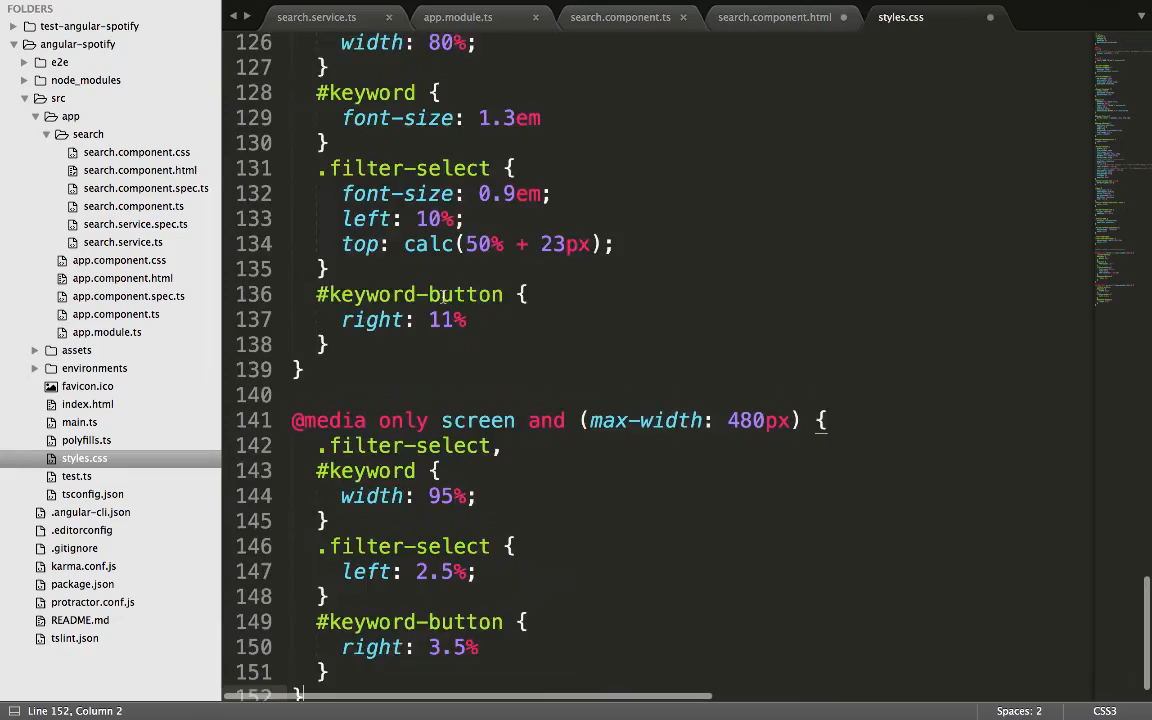 FOLDERS
test-angular-spotify
angular-spotify
e2e
node_modules
src
app
search
search.component.css
search.component.html
search.component.spec.ts
search.component.ts
search.service.spec.ts
search.service.ts
app.component.css
app.component.html
app.component.spec.ts
app.component.ts
app.module.ts
assets
environments
favicon.ico
index.html
main.ts
polyfills.ts
styles.css
test.ts
tsconfig.json
.angular-cli.json
.editorconfig
.gitignore
karma.conf.js
package.json
protractor.conf.js
README.md
tslint.json
search.service.ts app.module.ts search.component.ts search.component.html styles.css
126 width: 80%;
127 }
128 #keyword {
129 font-size: 1.3em
130 }
131 .filter-select {
132 font-size: 0.9em;
133 left: 10%;
134 top: calc(50% + 23px);
135 }
136 #keyword-button {
137 right: 11%
138 }
139 }
140
141 @media only screen and (max-width: 480px) {
142 .filter-select,
143 #keyword {
144 width: 95%;
145 }
146 .filter-select {
147 left: 2.5%;
148 }
149 #keyword-button {
150 right: 3.5%
151 }
152 }
Line 152, Column 2 Spaces: 2 CSS3